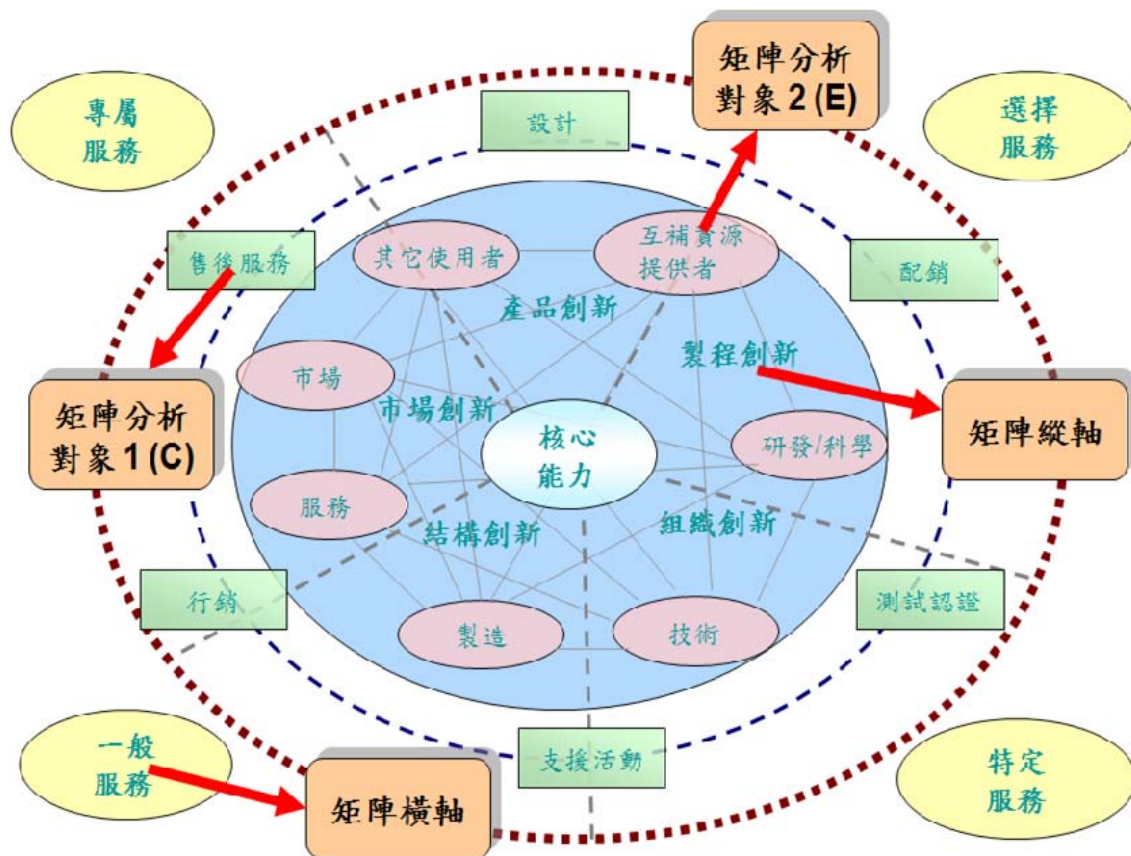 矩陣分析
對象 2 (E)
專屬
服務
選擇
服務
設計
售後服務
其它使用者
互補資源
提供者
配銷
產品創新
製程創新
市場
市場創新
矩陣分析
對象 1 (C)
核心
能力
研發/科學
矩陣縱軸
服務
結構創新
組織創新
行銷
測試認證
製造
技術
一般
服務
支援活動
特定
服務
矩陣橫軸